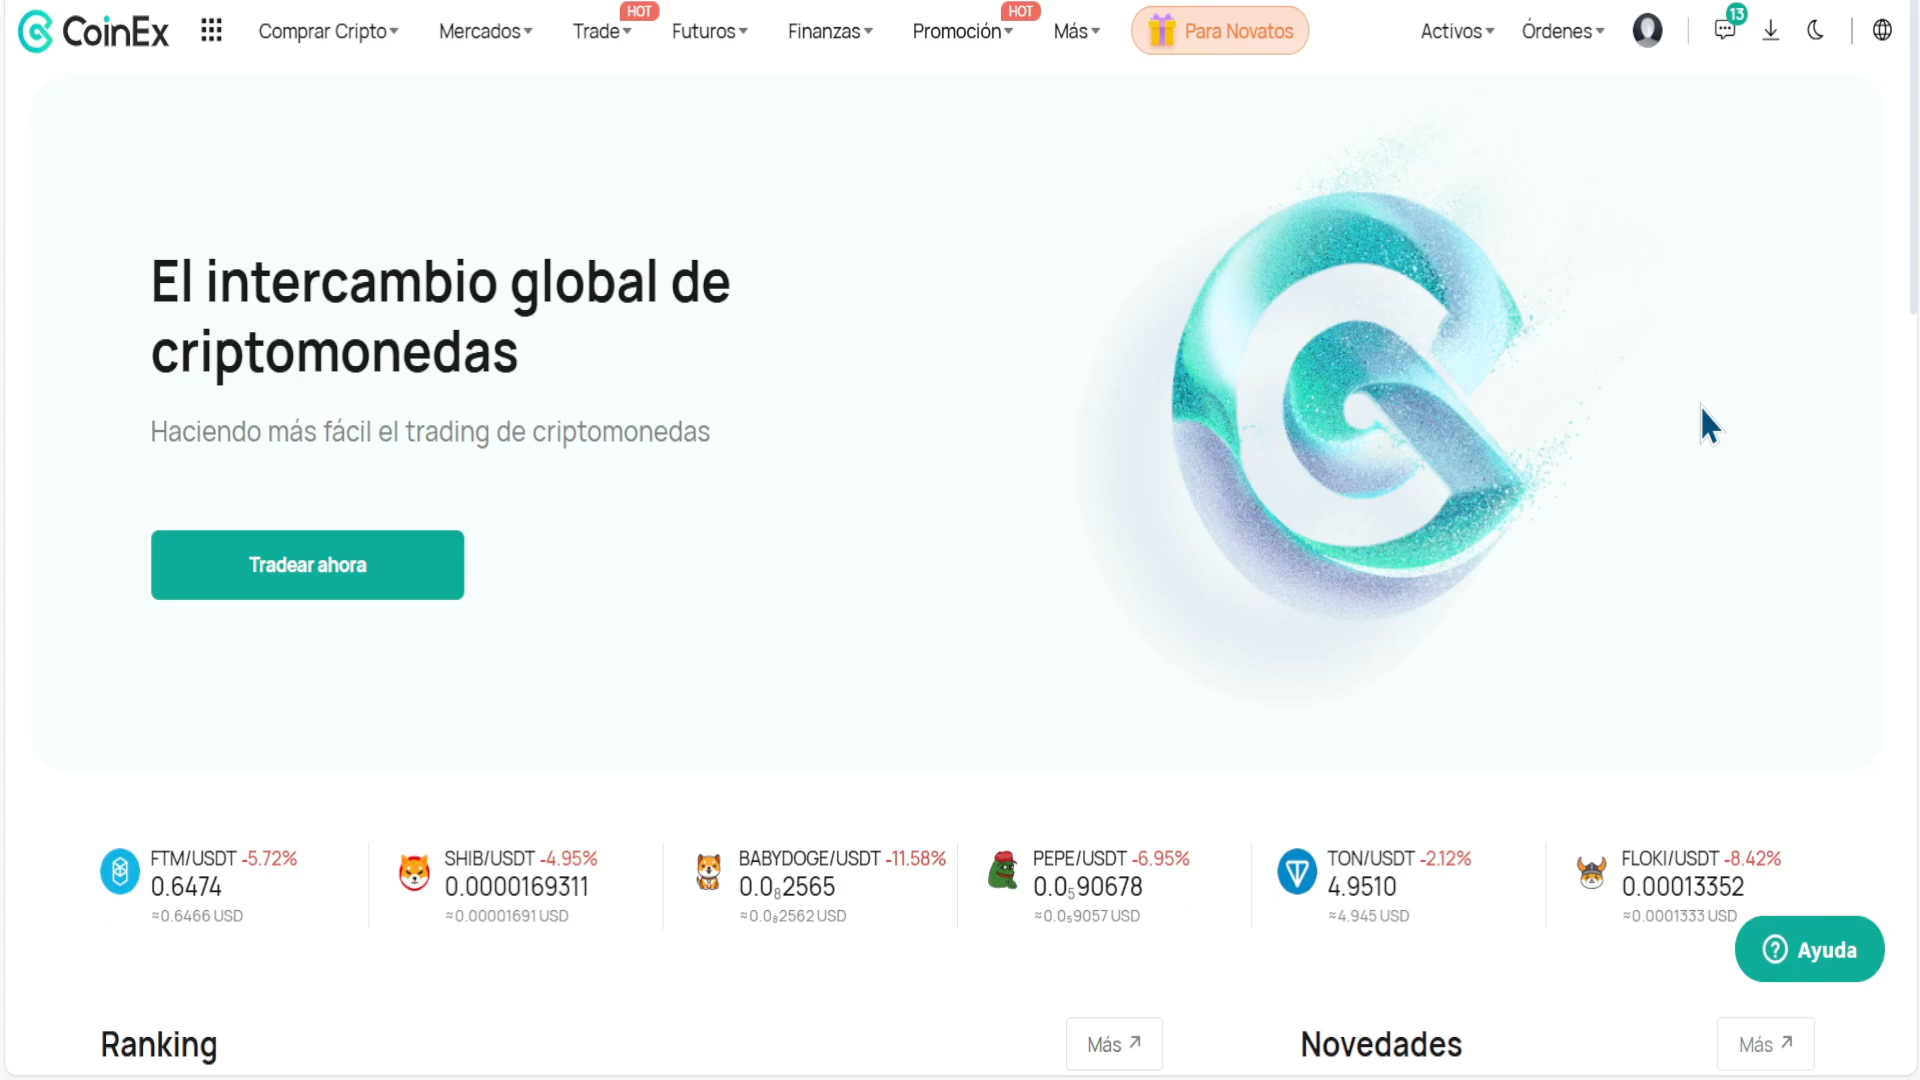 CoinEx
Comprar Cripto
Mercados
Trade
HOT
Futuros
Finanzas
Promoción
HOT
Más
Para Novatos
Activos
Órdenes
13
El intercambio global de
criptomonedas
Haciendo más fácil el trading de criptomonedas
Tradear ahora
FTM/USDT -5.72%
0.6474
≈0.6466 USD
SHIB/USDT -4.95%
0.0000169311
≈0.00001691 USD
BABYDOGE/USDT -11.58%
0.0₈2565
≈0.0₈2562 USD
PEPE/USDT -6.95%
0.0₅90678
≈0.0₅9057 USD
TON/USDT -2.12%
4.9510
≈4.945 USD
FLOKI/USDT -8.42%
0.00013352
≈0.0001333 USD
Ayuda
Ranking
Más
Novedades
Más